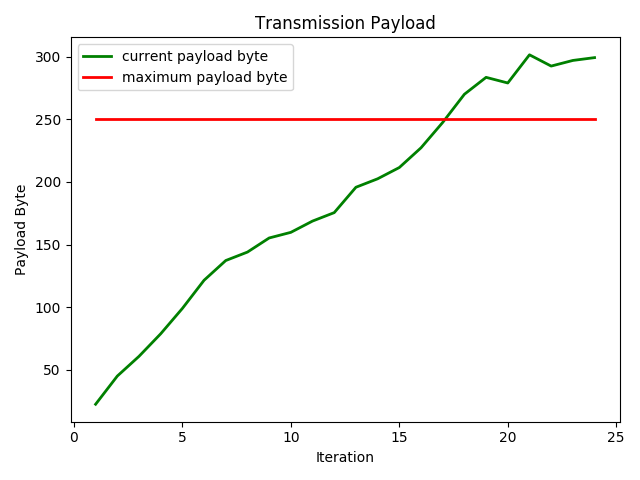 Transmission Payload
current payload byte
maximum payload byte
300
250
200
150
100
50
Payload Byte
0 5 10 15 20 25
Iteration